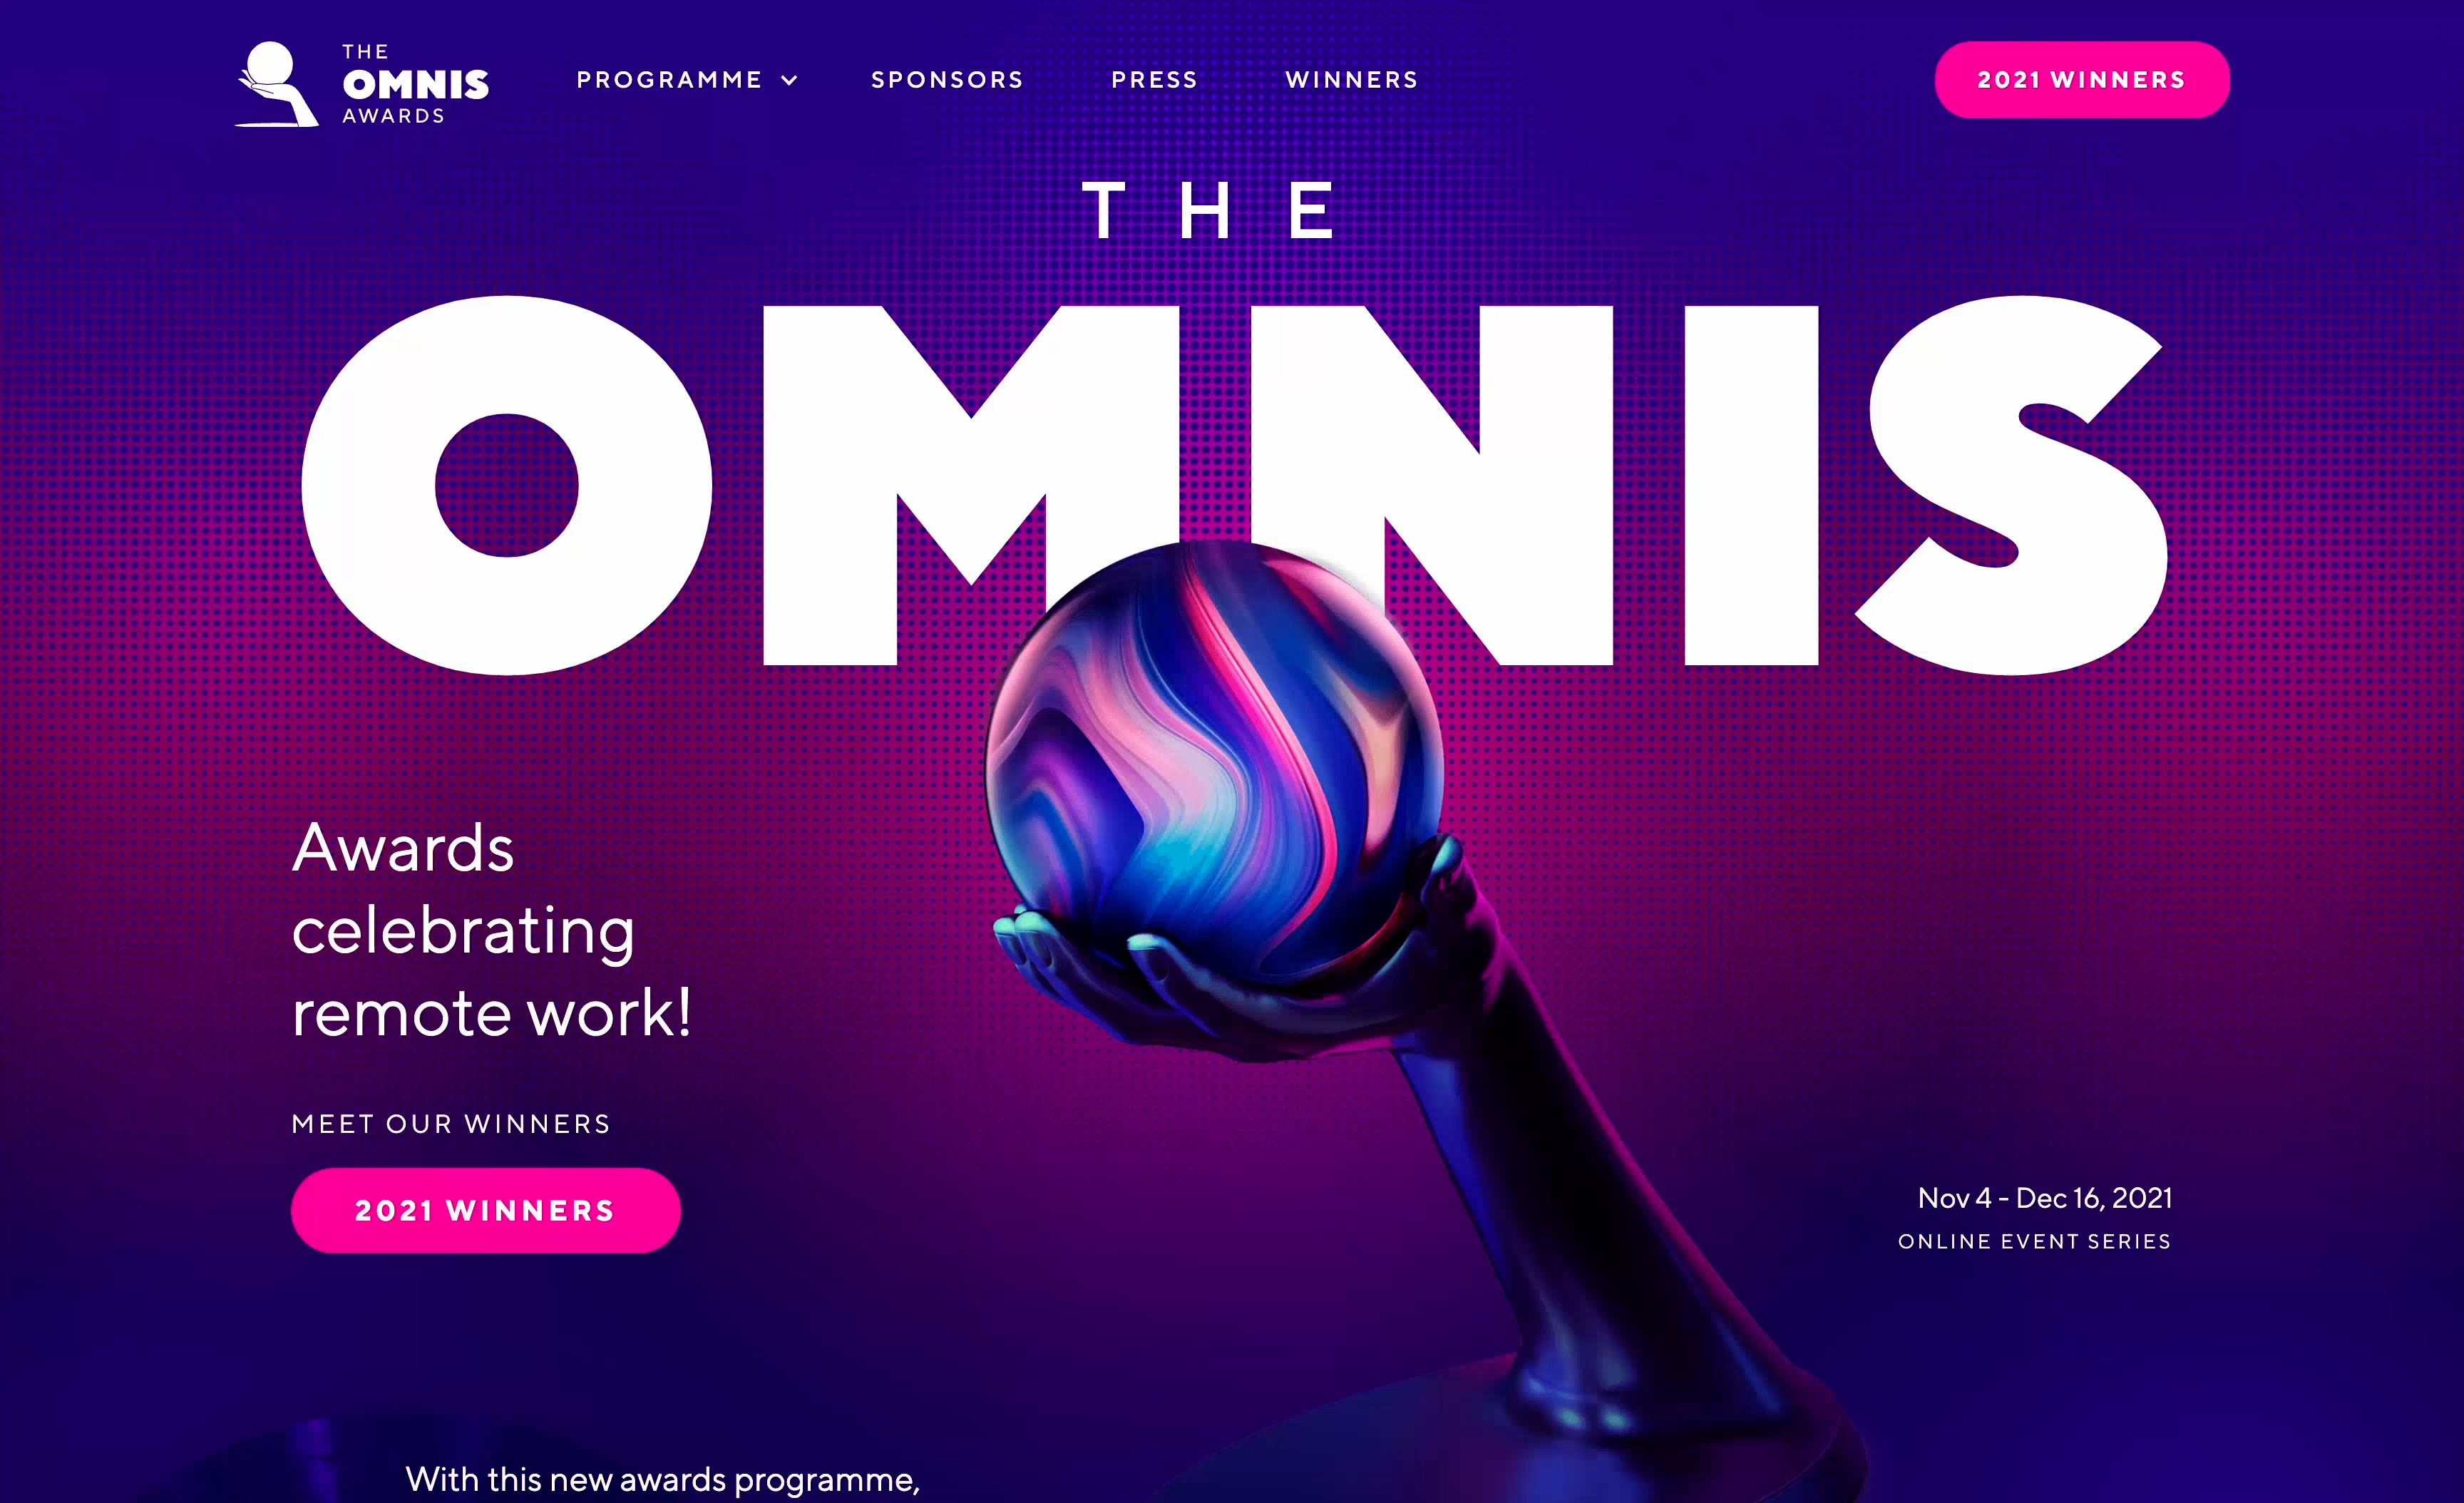 THE
OMNIS
AWARDS
PROGRAMME
SPONSORS
PRESS
WINNERS
2021 WINNERS
THE
OMNIS
Awards
celebrating
remote work!
MEET OUR WINNERS
2021 WINNERS
Nov 4 - Dec 16, 2021
ONLINE EVENT SERIES
With this new awards programme,